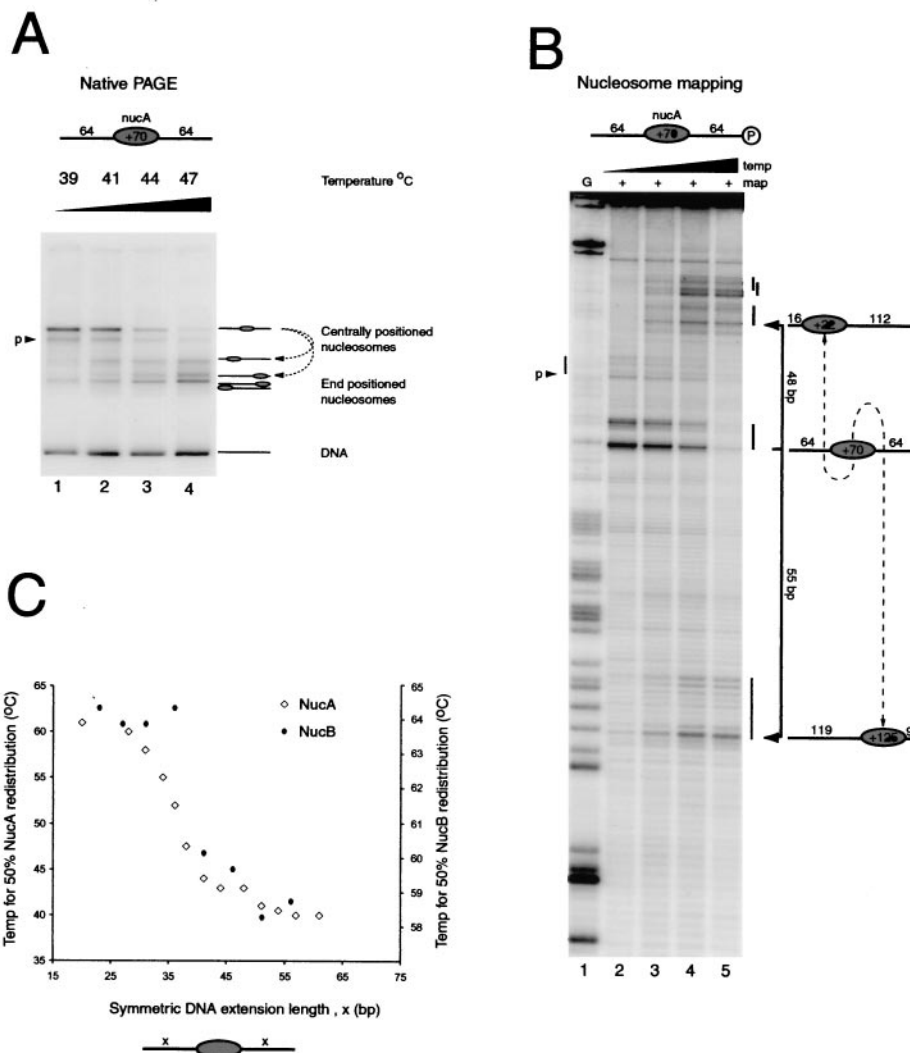 A
Native PAGE
nucA
64 +70 64
39 41 44 47 Temperature °C
p
Centrally positioned
nucleosomes
End positioned
nucleosomes
DNA
1 2 3 4
B
Nucleosome mapping
nucA
64 64 P
temp
G + + + + map
p
16 112
48 bp
64 +70 64
55 bp
119 9
1 2 3 4 5
C
Temp for 50% NucA redistribution (°C)
65
60
55
50
45
40
35
NucA
NucB
65
64
63
62
61
60
59
58
Temp for 50% NucB redistribution (°C)
15 25 35 45 55 65 75
Symmetric DNA extension length , x (bp)
x x